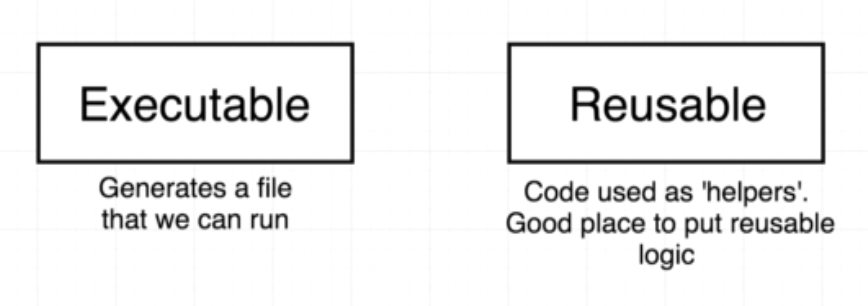 Executable
Generates a file
that we can run
Reusable
Code used as 'helpers'.
Good place to put reusable
logic